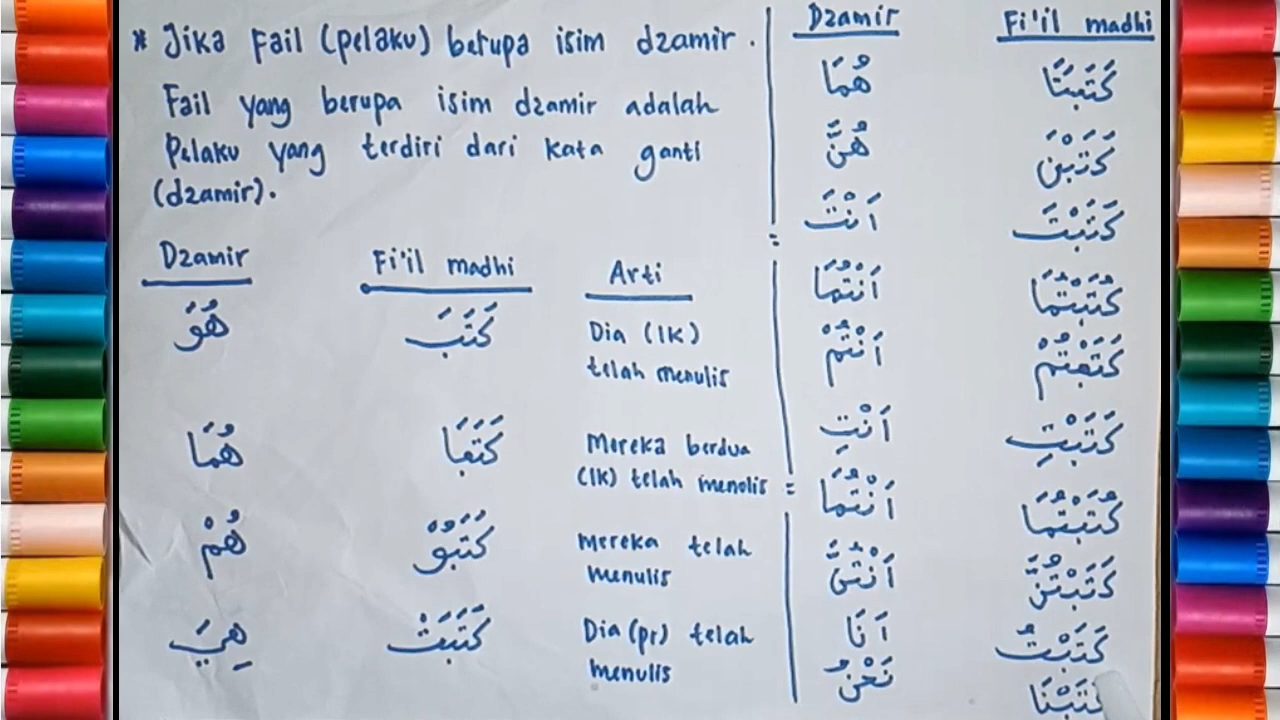 * Jika Fail (pelaku) berupa isim dzamir.
Fail yang berupa isim dzamir adalah
Pelaku yang terdiri dari kata ganti
(dzamir).
Dzamir Fi'il madhi Arti
هُوَ كَتَبَ Dia (lk)
telah menulis
هُمَا كَتَبَا Mereka berdua
(lk) telah menulis
هُمْ كَتَبُوْ Mereka telah
menulis
هِيَ كَتَبَتْ Dia (pr) telah
menulis
Dzamir Fi'il madhi
هُمَا كَتَبَتَا
هُنَّ كَتَبْنَ
اَنْتَ كَتَبْتَ
اَنْتُمَا كَتَبْتُمَا
اَنْتُمْ كَتَبْتُمْ
اَنْتِ كَتَبْتِ
اَنْتُمَا كَتَبْتُمَا
اَنْتُنَّ كَتَبْتُنَّ
اَنَا كَتَبْتُ
نَحْنُ كَتَبْنَا